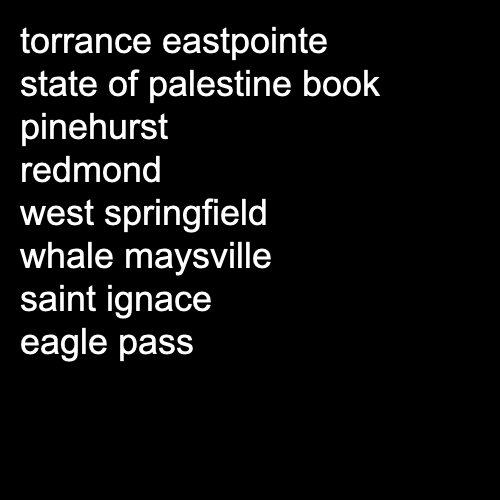 torrance eastpointe
state of palestine book
pinehurst
redmond
west springfield
whale maysville
saint ignace
eagle pass